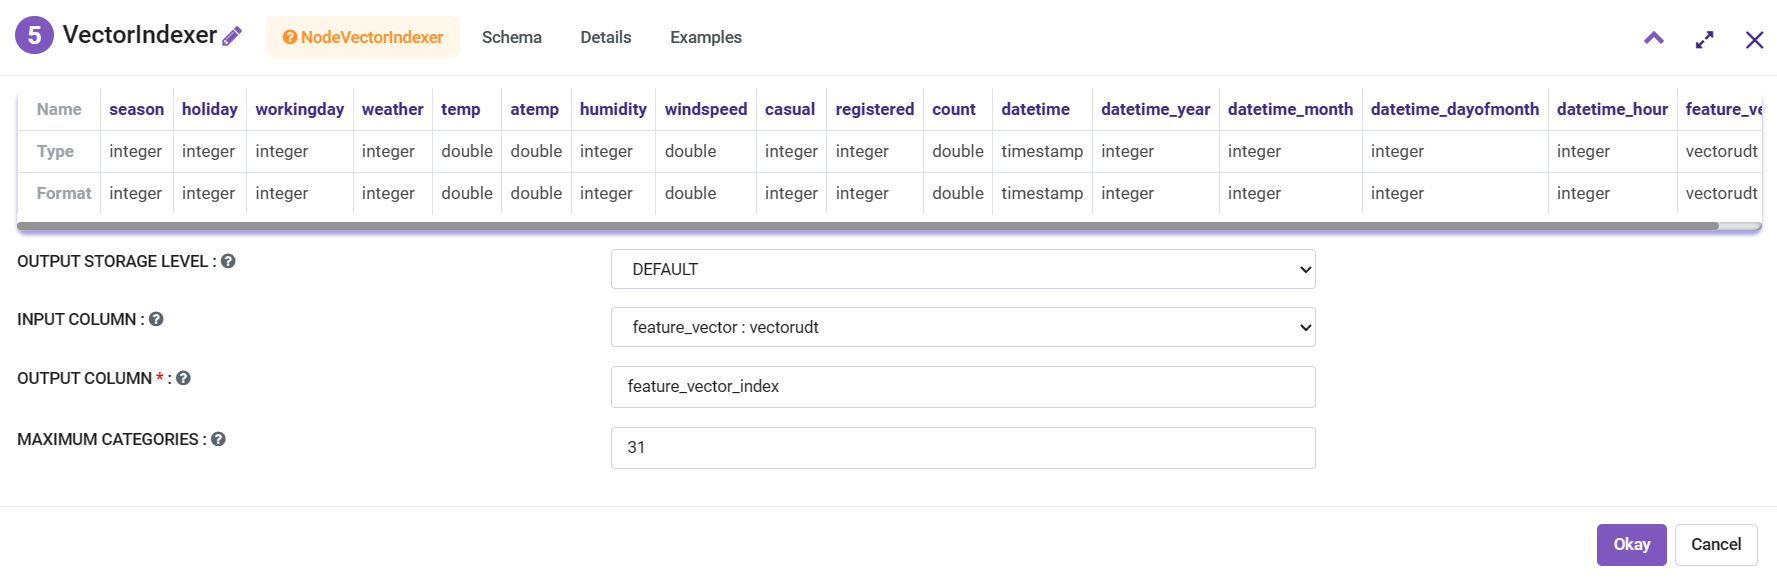 5 VectorIndexer NodeVectorIndexer Schema Details Examples
Name season holiday workingday weather temp atemp humidity windspeed casual registered count datetime datetime_year datetime_month datetime_dayofmonth datetime_hour feature_ve
Type integer integer integer integer double double integer double integer integer double timestamp integer integer integer integer vectorudt
Format integer integer integer integer double double integer double integer integer double timestamp integer integer integer integer vectorudt
OUTPUT STORAGE LEVEL : DEFAULT
INPUT COLUMN : feature_vector : vectorudt
OUTPUT COLUMN * : feature_vector_index
MAXIMUM CATEGORIES : 31
Okay Cancel